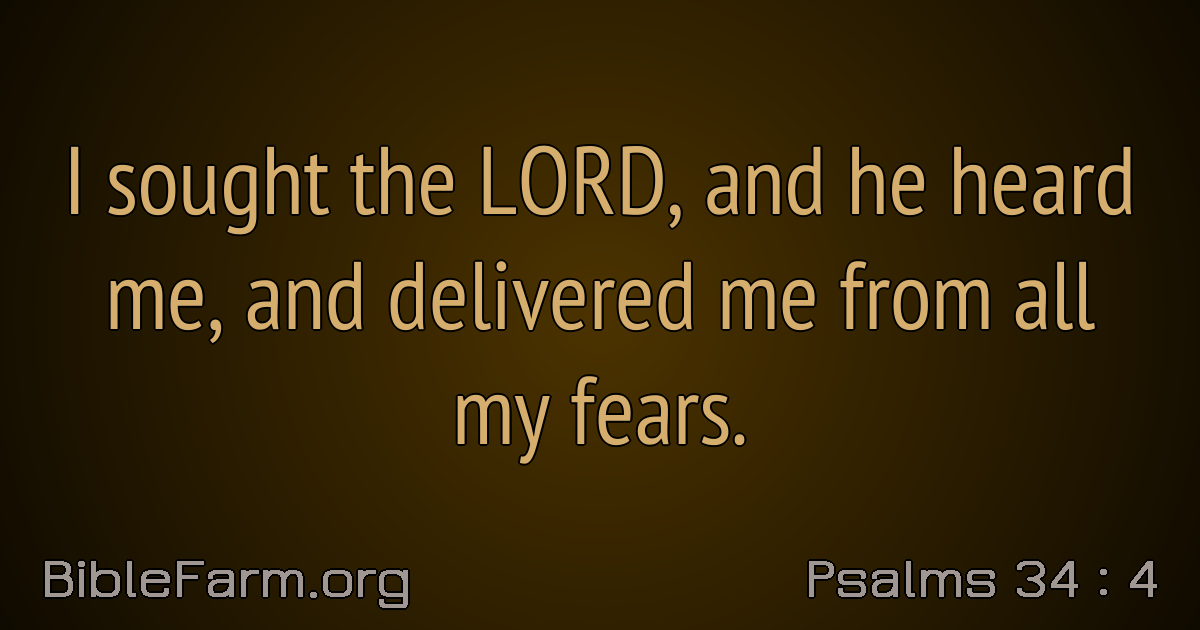 I sought the LORD, and he heard
me, and delivered me from all
my fears.
BibleFarm.org
Psalms 34 : 4